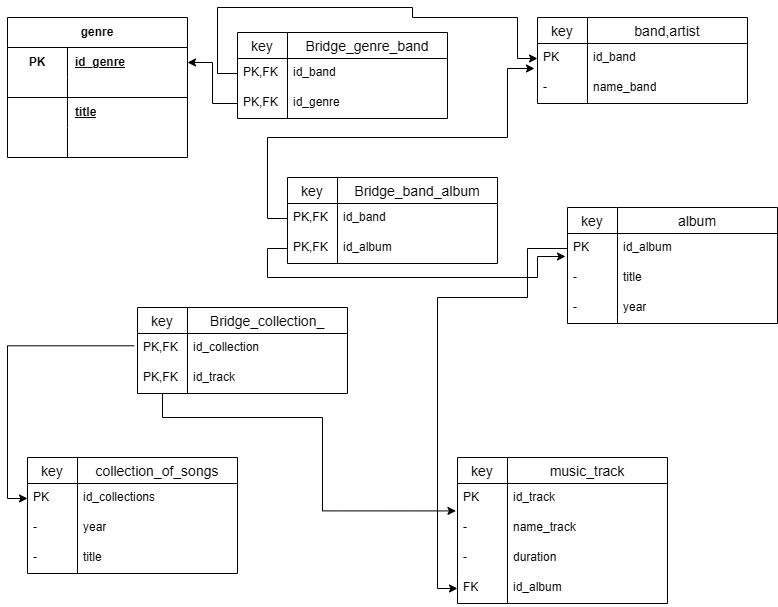 genre
PK id_genre
title
key Bridge_genre_band
PK,FK id_band
PK,FK id_genre
key band,artist
PK id_band
- name_band
key Bridge_band_album
PK,FK id_band
PK,FK id_album
key album
PK id_album
- title
- year
key Bridge_collection_
PK,FK id_collection
PK,FK id_track
key collection_of_songs
PK id_collections
- year
- title
key music_track
PK id_track
- name_track
- duration
FK id_album